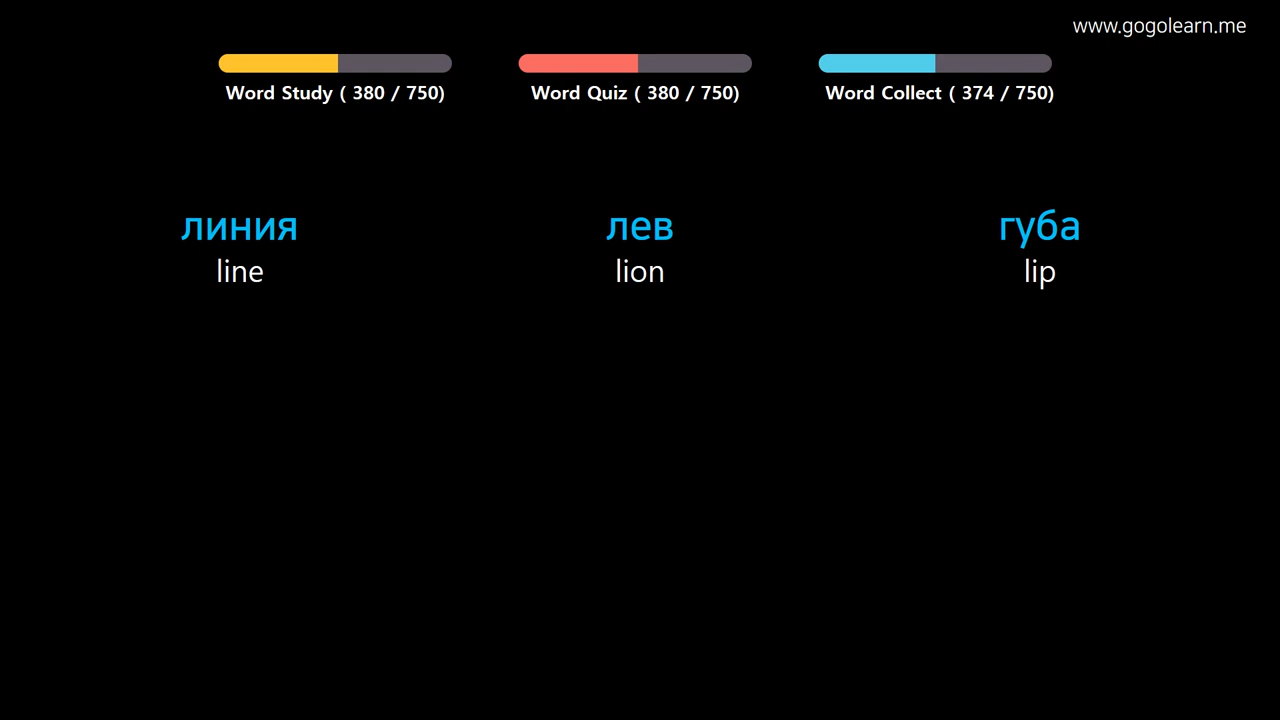 www.gogolearn.me
Word Study ( 380 / 750)
Word Quiz ( 380 / 750)
Word Collect ( 374 / 750)
линия
line
лев
lion
губа
lip